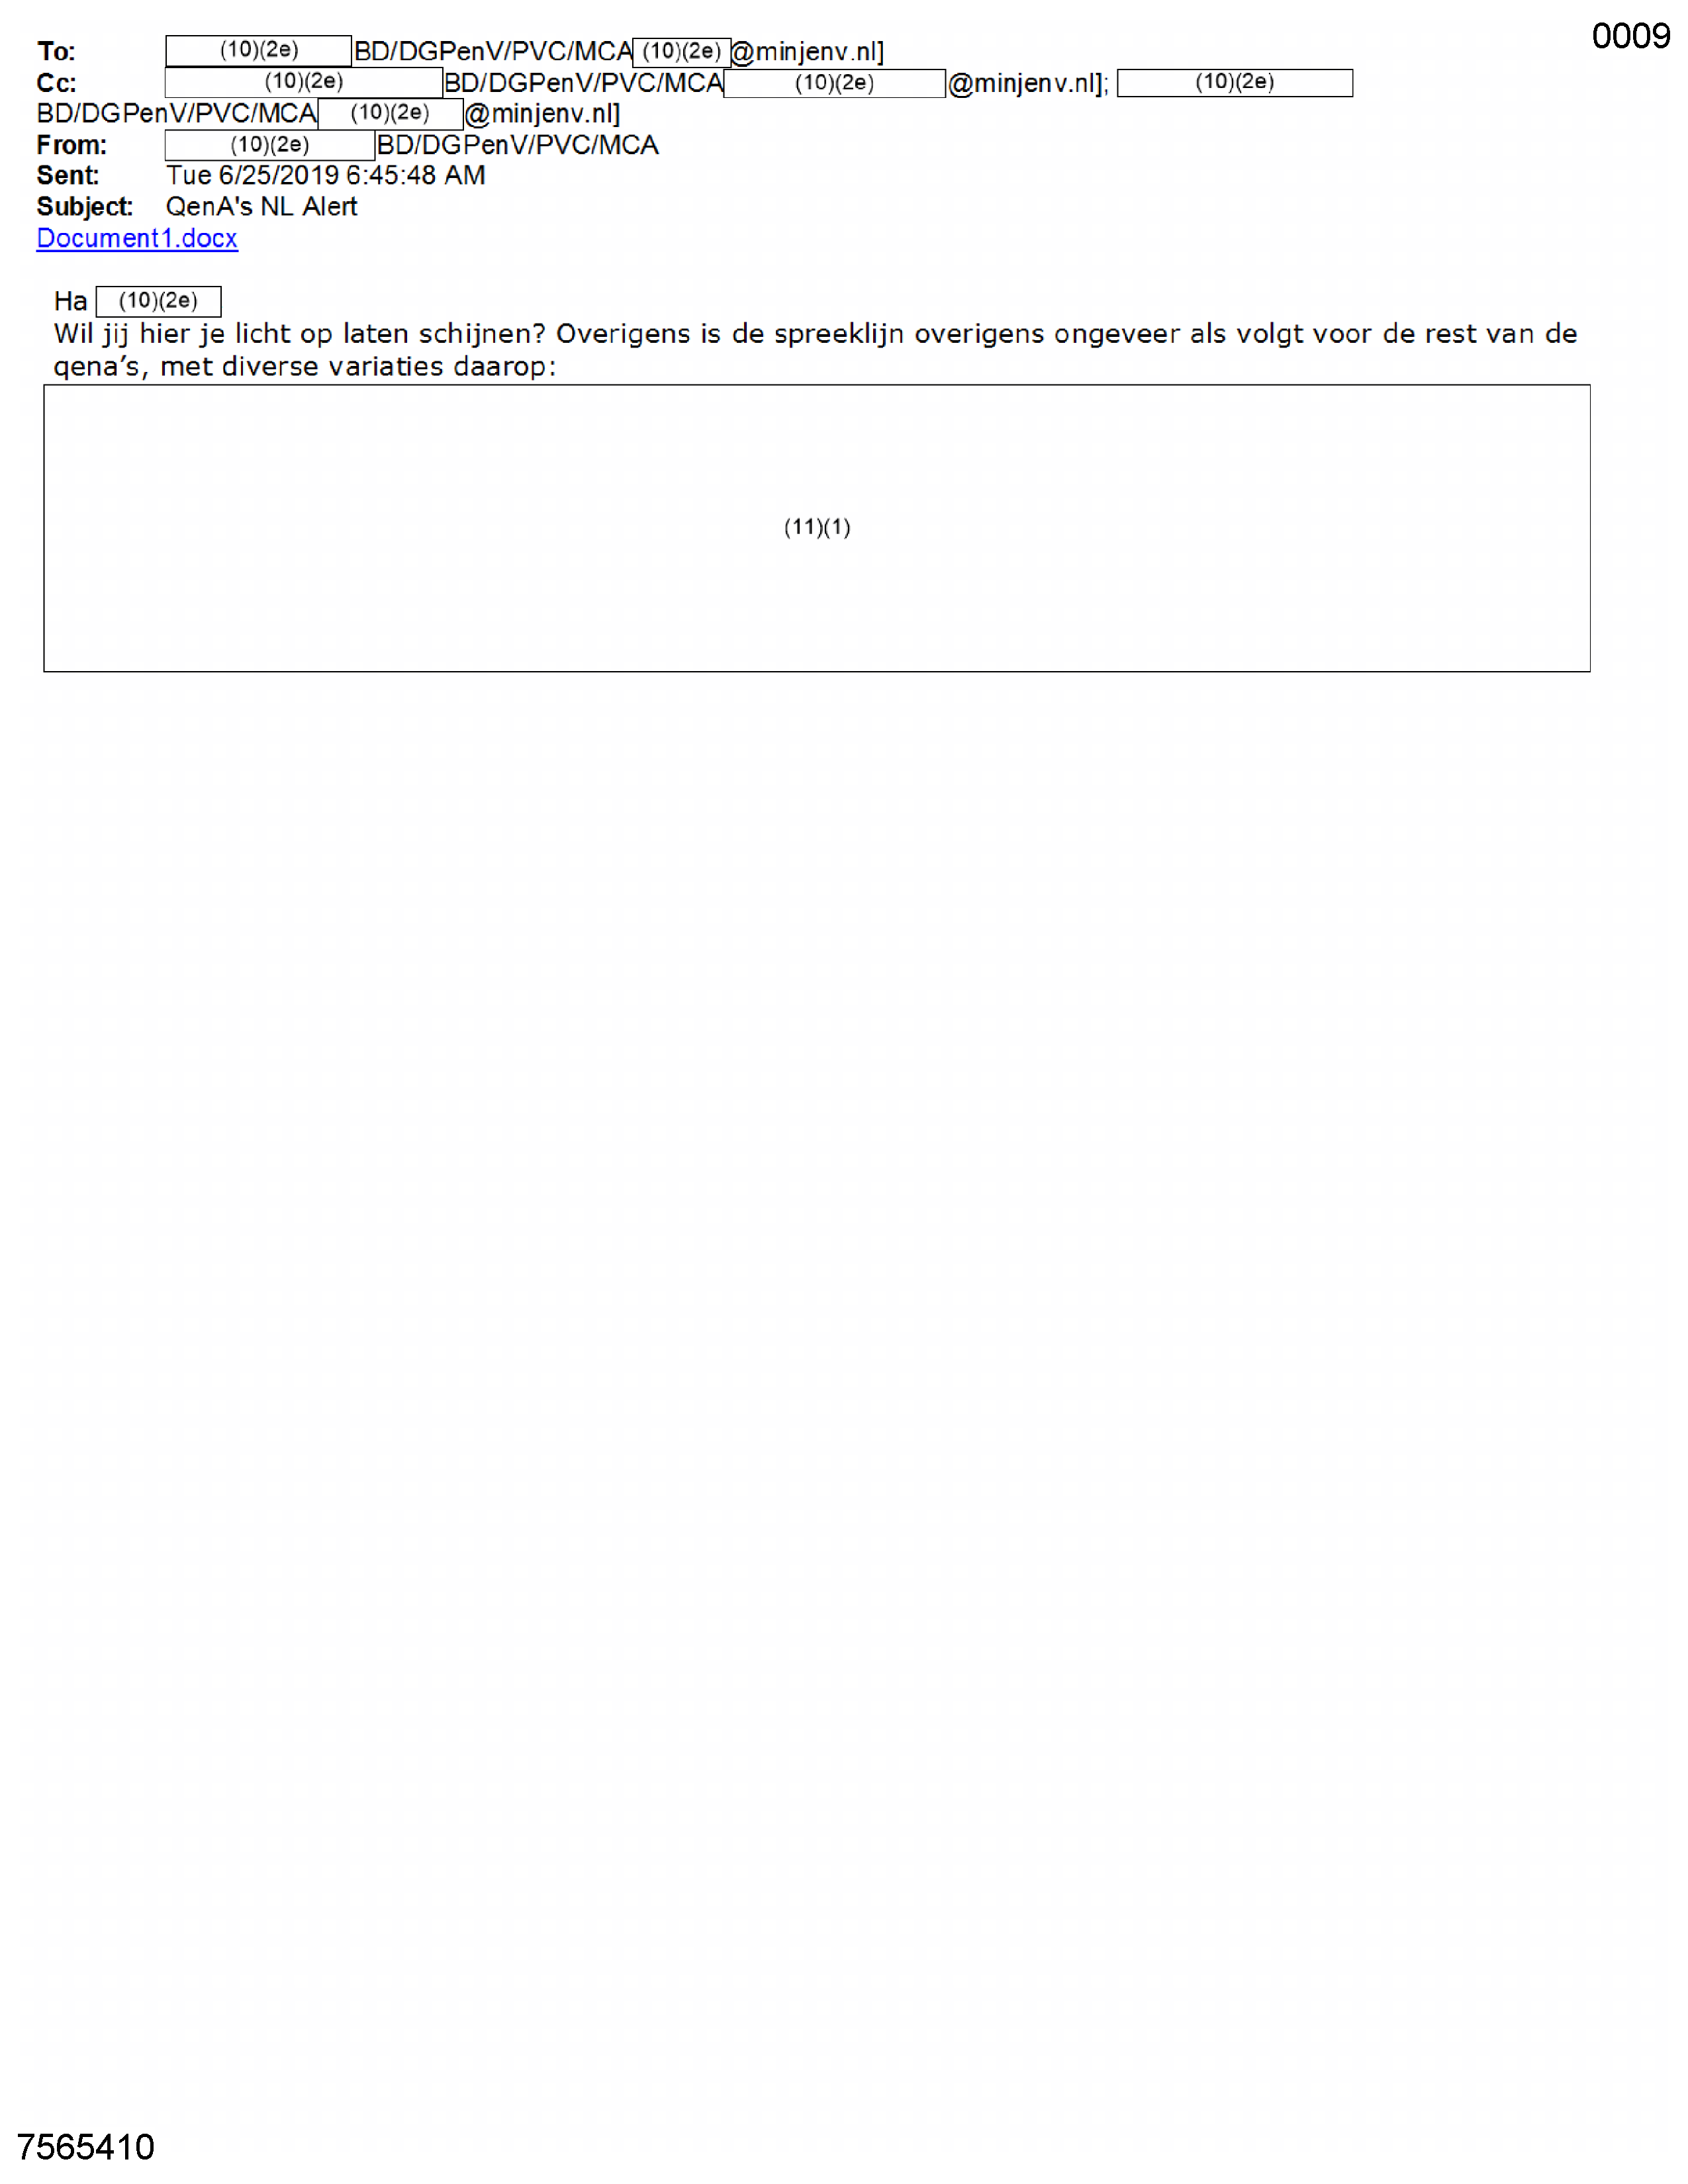 0009
To: (10)(2e) BD/DGPenV/PVC/MCA (10)(2e) @minjenv.nl]
Cc: (10)(2e) BD/DGPenV/PVC/MCA (10)(2e) @minjenv.nl]; (10)(2e)
BD/DGPenV/PVC/MCA (10)(2e) @minjenv.nl]
From: (10)(2e) BD/DGPenV/PVC/MCA
Sent: Tue 6/25/2019 6:45:48 AM
Subject: QenA's NL Alert
Document1.docx
Ha (10)(2e)
Wil jij hier je licht op laten schijnen? Overigens is de spreeklijn overigens ongeveer als volgt voor de rest van de
qena’s, met diverse variaties daarop:
(11)(1)
7565410